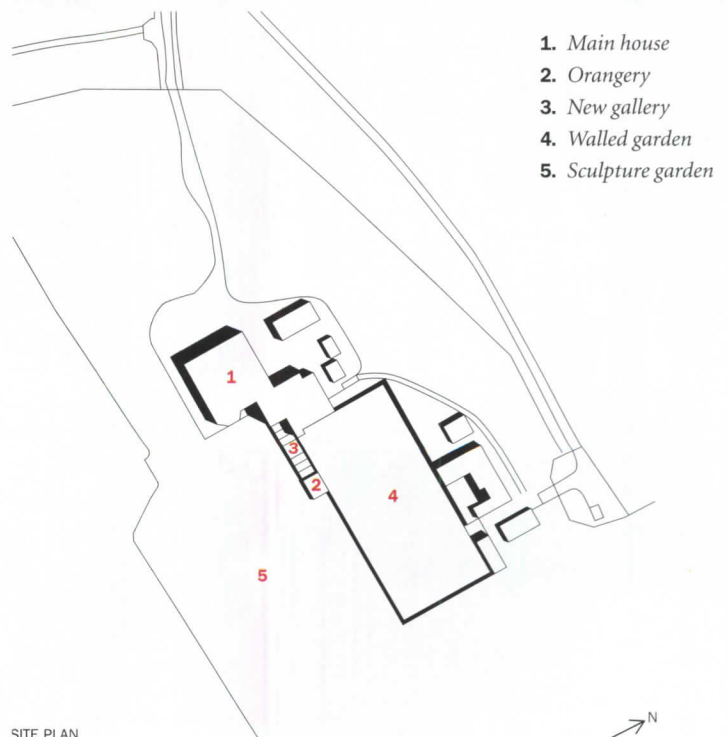 1. Main house
2. Orangery
3. New gallery
4. Walled garden
5. Sculpture garden
1
3
2
4
5
SITE PLAN
N